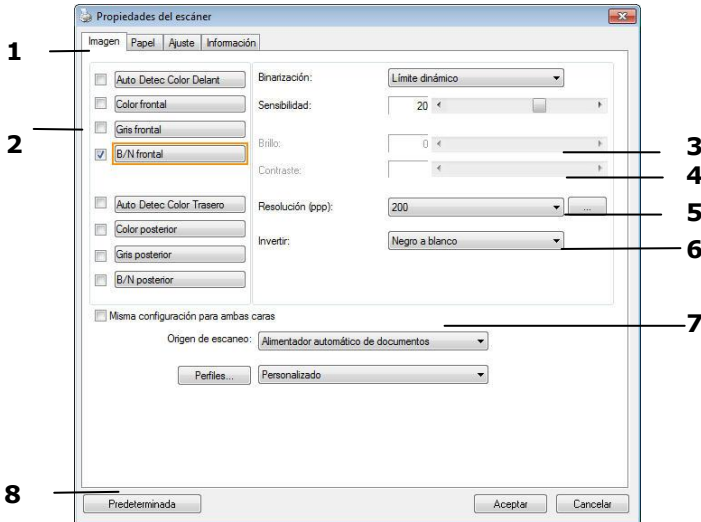 Propiedades del escáner
Imagen Papel Ajuste Información
1
Auto Detec Color Delant
Color frontal
Gris frontal
B/N frontal
2
Auto Detec Color Trasero
Color posterior
Gris posterior
B/N posterior
Binarización: Límite dinámico
Sensibilidad: 20
Brillo: 0
3
Contraste:
4
Resolución (ppp): 200 ...
5
Invertir: Negro a blanco
6
Misma configuración para ambas caras
7
Origen de escaneo: Alimentador automático de documentos
Perfiles... Personalizado
8
Predeterminada Aceptar Cancelar